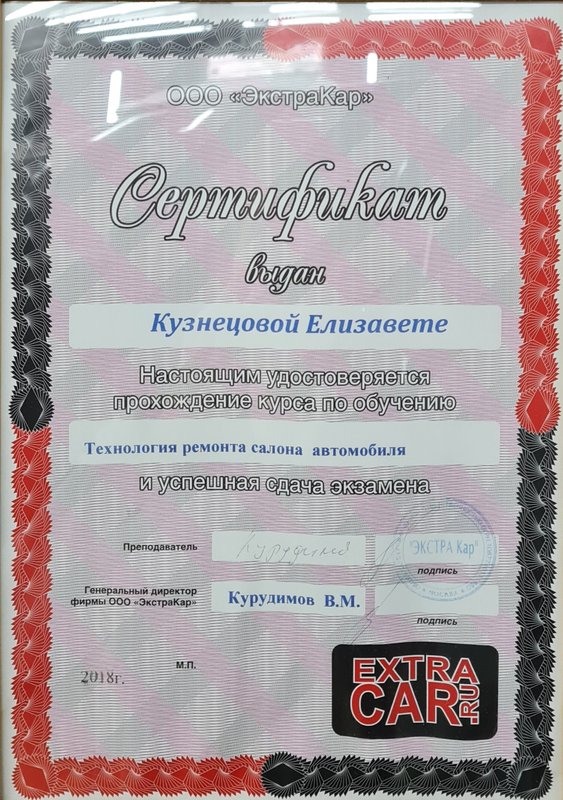 ООО «ЭкстраКар»
Сертификат
выдан
Кузнецовой Елизавете
Настоящим удостоверяется
прохождение курса по обучению
Технология ремонта салона автомобиля
и успешная сдача экзамена
Преподаватель
"ЭКСТРА Кар"
МОСКВА
подпись
Генеральный директор
фирмы ООО «ЭкстраКар»
Курудимов В.М.
подпись
М.П.
2018г.
EXTRA
CAR.RU